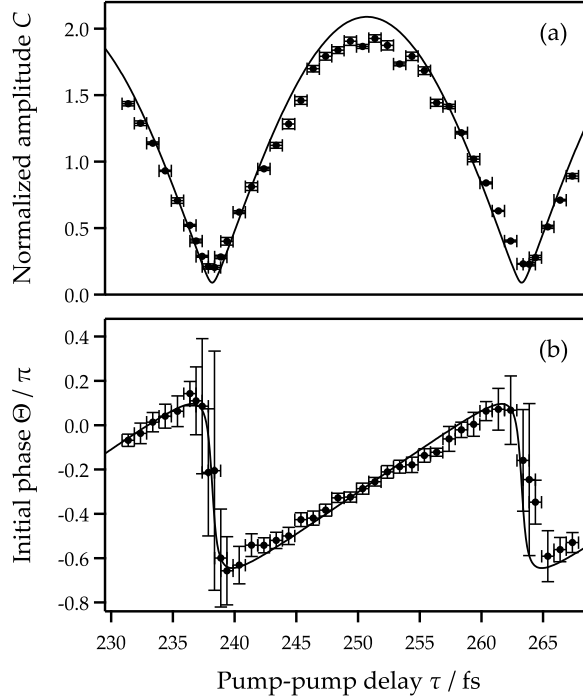 Normalized amplitude C
2.0
1.5
1.0
0.5
0.0
(a)
Initial phase Θ / π
0.4
0.2
0.0
-0.2
-0.4
-0.6
-0.8
(b)
230 235 240 245 250 255 260 265
Pump-pump delay τ / fs